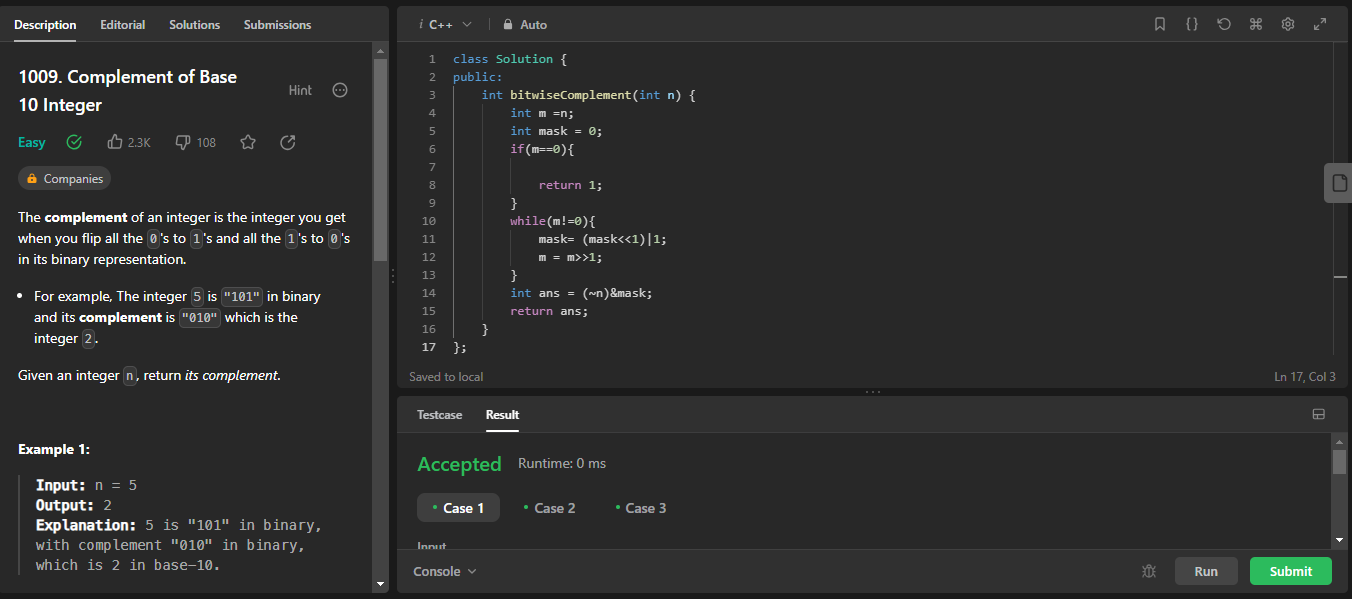 Description Editorial Solutions Submissions
1009. Complement of Base
10 Integer
Hint
Easy 2.3K 108
Companies
The complement of an integer is the integer you get
when you flip all the 0's to 1's and all the 1's to 0's
in its binary representation.
• For example, The integer 5 is "101" in binary
and its complement is "010" which is the
integer 2.
Given an integer n, return its complement.
Example 1:
Input: n = 5
Output: 2
Explanation: 5 is "101" in binary,
with complement "010" in binary,
which is 2 in base-10.
i C++ Auto
1 class Solution {
2 public:
3 int bitwiseComplement(int n) {
4 int m =n;
5 int mask = 0;
6 if(m==0){
7
8 return 1;
9 }
10 while(m!=0){
11 mask= (mask<<1)|1;
12 m = m>>1;
13 }
14 int ans = (~n)&mask;
15 return ans;
16 }
17 };
Saved to local Ln 17, Col 3
Testcase Result
Accepted Runtime: 0 ms
• Case 1 • Case 2 • Case 3
Input
Console Run Submit